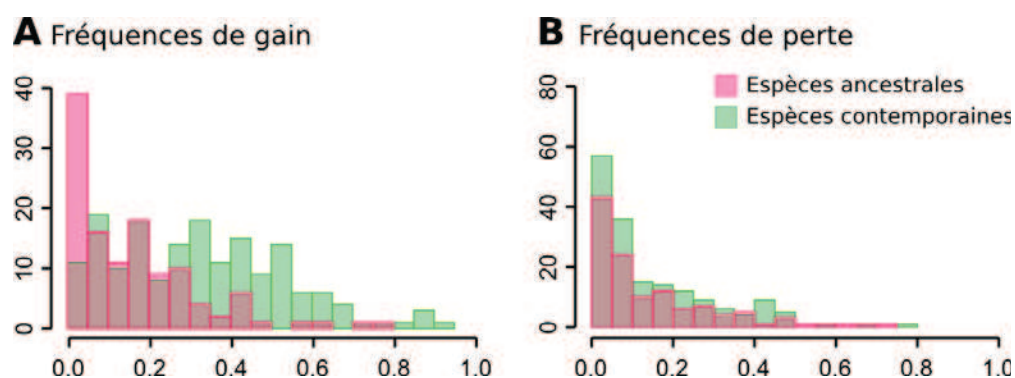 A Fréquences de gain
B Fréquences de perte
Espèces ancestrales
Espèces contemporaines
40
30
20
10
0
0.0 0.2 0.4 0.6 0.8 1.0
80
60
40
20
0
0.0 0.2 0.4 0.6 0.8 1.0